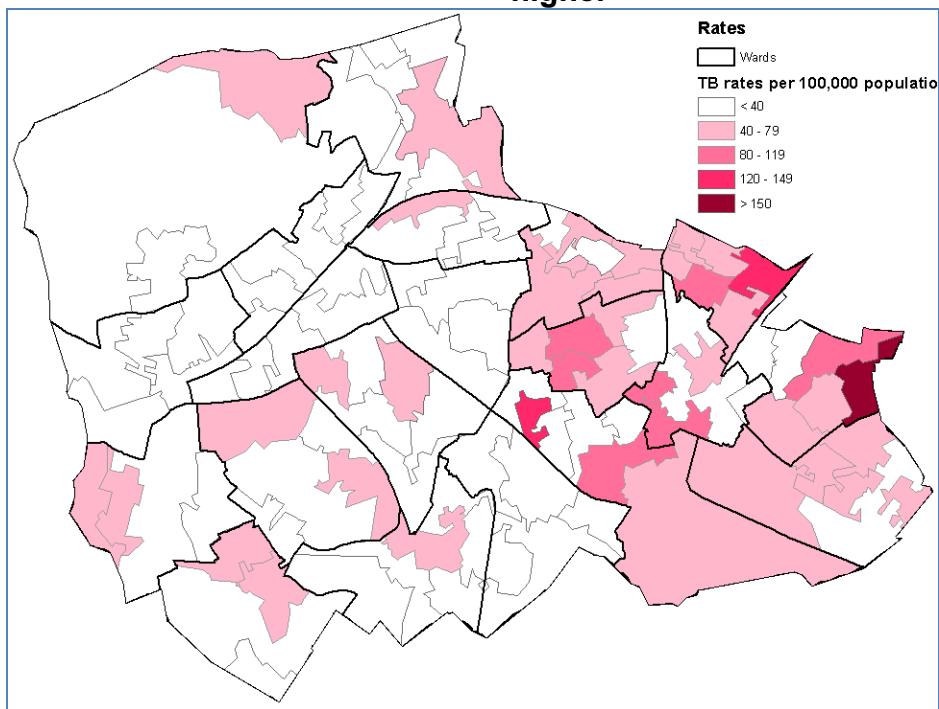 Rates
Wards
TB rates per 100,000 populatio
< 40
40 - 79
80 - 119
120 - 149
> 150